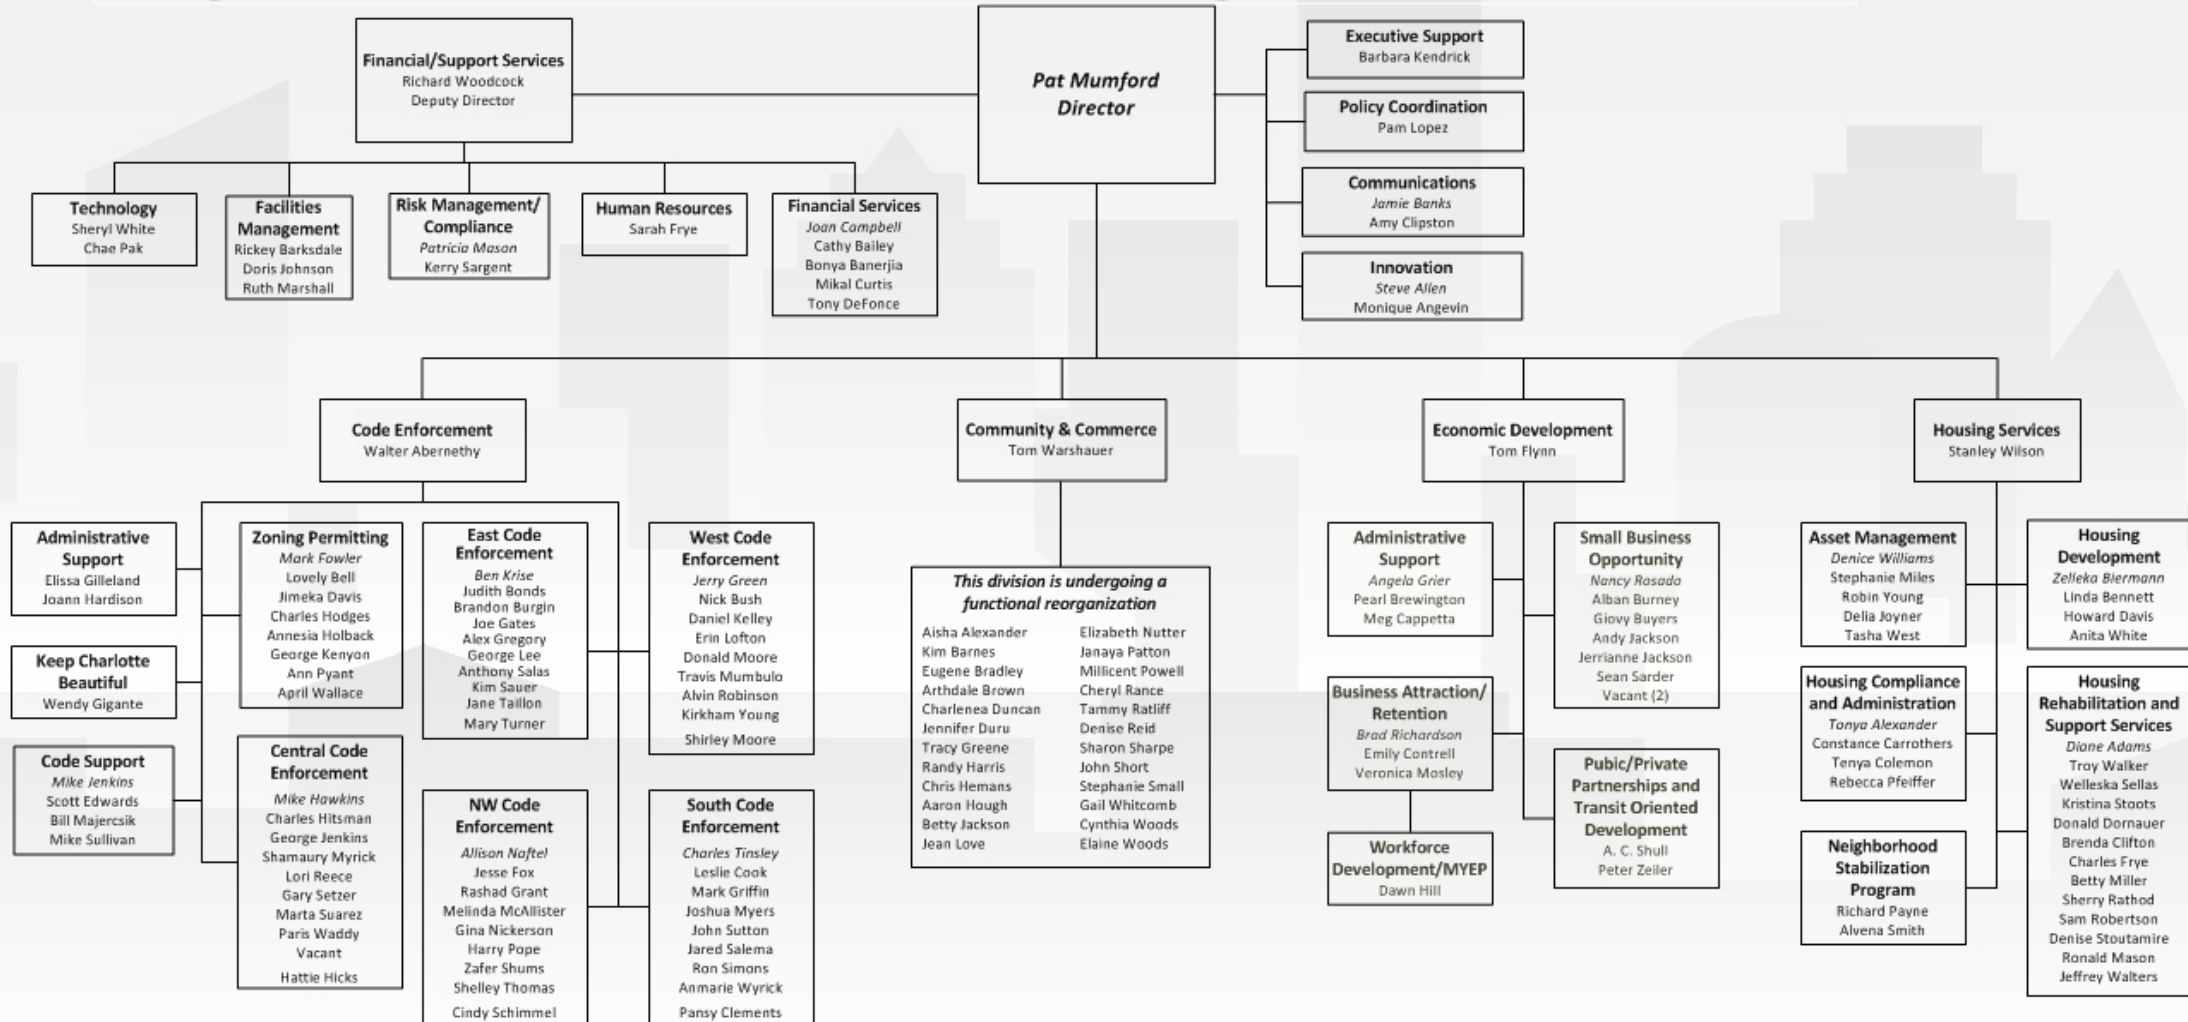 Financial/Support Services
Richard Woodcock
Deputy Director
Pat Mumford
Director
Executive Support
Barbara Kendrick
Policy Coordination
Pam Lopez
Communications
Jamie Banks
Amy Clipston
Innovation
Steve Allen
Monique Angevin
Technology
Sheryl White
Chae Pak
Facilities
Management
Rickey Barksdale
Doris Johnson
Ruth Marshall
Risk Management/
Compliance
Patricia Mason
Kerry Sargent
Human Resources
Sarah Frye
Financial Services
Joan Campbell
Cathy Bailey
Bonya Banerjia
Mikal Curtis
Tony DeFonce
Code Enforcement
Walter Abernethy
Community & Commerce
Tom Warshauer
Economic Development
Tom Flynn
Housing Services
Stanley Wilson
Administrative
Support
Elissa Gilleland
Joann Hardison
Keep Charlotte
Beautiful
Wendy Gigante
Code Support
Mike Jenkins
Scott Edwards
Bill Majercsik
Mike Sullivan
Zoning Permitting
Mark Fowler
Lovely Bell
Jimeka Davis
Charles Hodges
Annesia Holback
George Kenyon
Ann Pyant
April Wallace
Central Code
Enforcement
Mike Hawkins
Charles Hitsman
George Jenkins
Shamaury Myrick
Lori Reece
Gary Setzer
Marta Suarez
Paris Waddy
Vacant
Hattie Hicks
East Code
Enforcement
Ben Krise
Judith Bonds
Brandon Burgin
Joe Gates
Alex Gregory
George Lee
Anthony Salas
Kim Sauer
Jane Taillon
Mary Turner
NW Code
Enforcement
Allison Naftel
Jesse Fox
Rashad Grant
Melinda McAllister
Gina Nickerson
Harry Pope
Zafer Shums
Shelley Thomas
Cindy Schimmel
West Code
Enforcement
Jerry Green
Nick Bush
Daniel Kelley
Erin Lofton
Donald Moore
Travis Mumbulo
Alvin Robinson
Kirkham Young
Shirley Moore
South Code
Enforcement
Charles Tinsley
Leslie Cook
Mark Griffin
Joshua Myers
John Sutton
Jared Salema
Ron Simons
Anmarie Wyrick
Pansy Clements
This division is undergoing a
functional reorganization
Aisha Alexander
Kim Barnes
Eugene Bradley
Arthdale Brown
Charlenea Duncan
Jennifer Duru
Tracy Greene
Randy Harris
Chris Hemans
Aaron Hough
Betty Jackson
Jean Love
Elizabeth Nutter
Janaya Patton
Millicent Powell
Cheryl Rance
Tammy Ratliff
Denise Reid
Sharon Sharpe
John Short
Stephanie Small
Gail Whitcomb
Cynthia Woods
Elaine Woods
Administrative
Support
Angela Grier
Pearl Brewington
Meg Cappetta
Business Attraction/
Retention
Brad Richardson
Emily Contrell
Veronica Mosley
Workforce
Development/MYEP
Dawn Hill
Small Business
Opportunity
Nancy Rosado
Alban Burney
Giovy Buyers
Andy Jackson
Jerrianne Jackson
Sean Sarder
Vacant (2)
Pubic/Private
Partnerships and
Transit Oriented
Development
A. C. Shull
Peter Zeiler
Asset Management
Denice Williams
Stephanie Miles
Robin Young
Delia Joyner
Tasha West
Housing Compliance
and Administration
Tonya Alexander
Constance Carrothers
Tenya Colemon
Rebecca Pfeiffer
Neighborhood
Stabilization
Program
Richard Payne
Alvena Smith
Housing
Development
Zelleka Biermann
Linda Bennett
Howard Davis
Anita White
Housing
Rehabilitation and
Support Services
Diane Adams
Troy Walker
Welleska Sellas
Kristina Stoots
Donald Dornauer
Brenda Clifton
Charles Frye
Betty Miller
Sherry Rathod
Sam Robertson
Denise Stoutamire
Ronald Mason
Jeffrey Walters